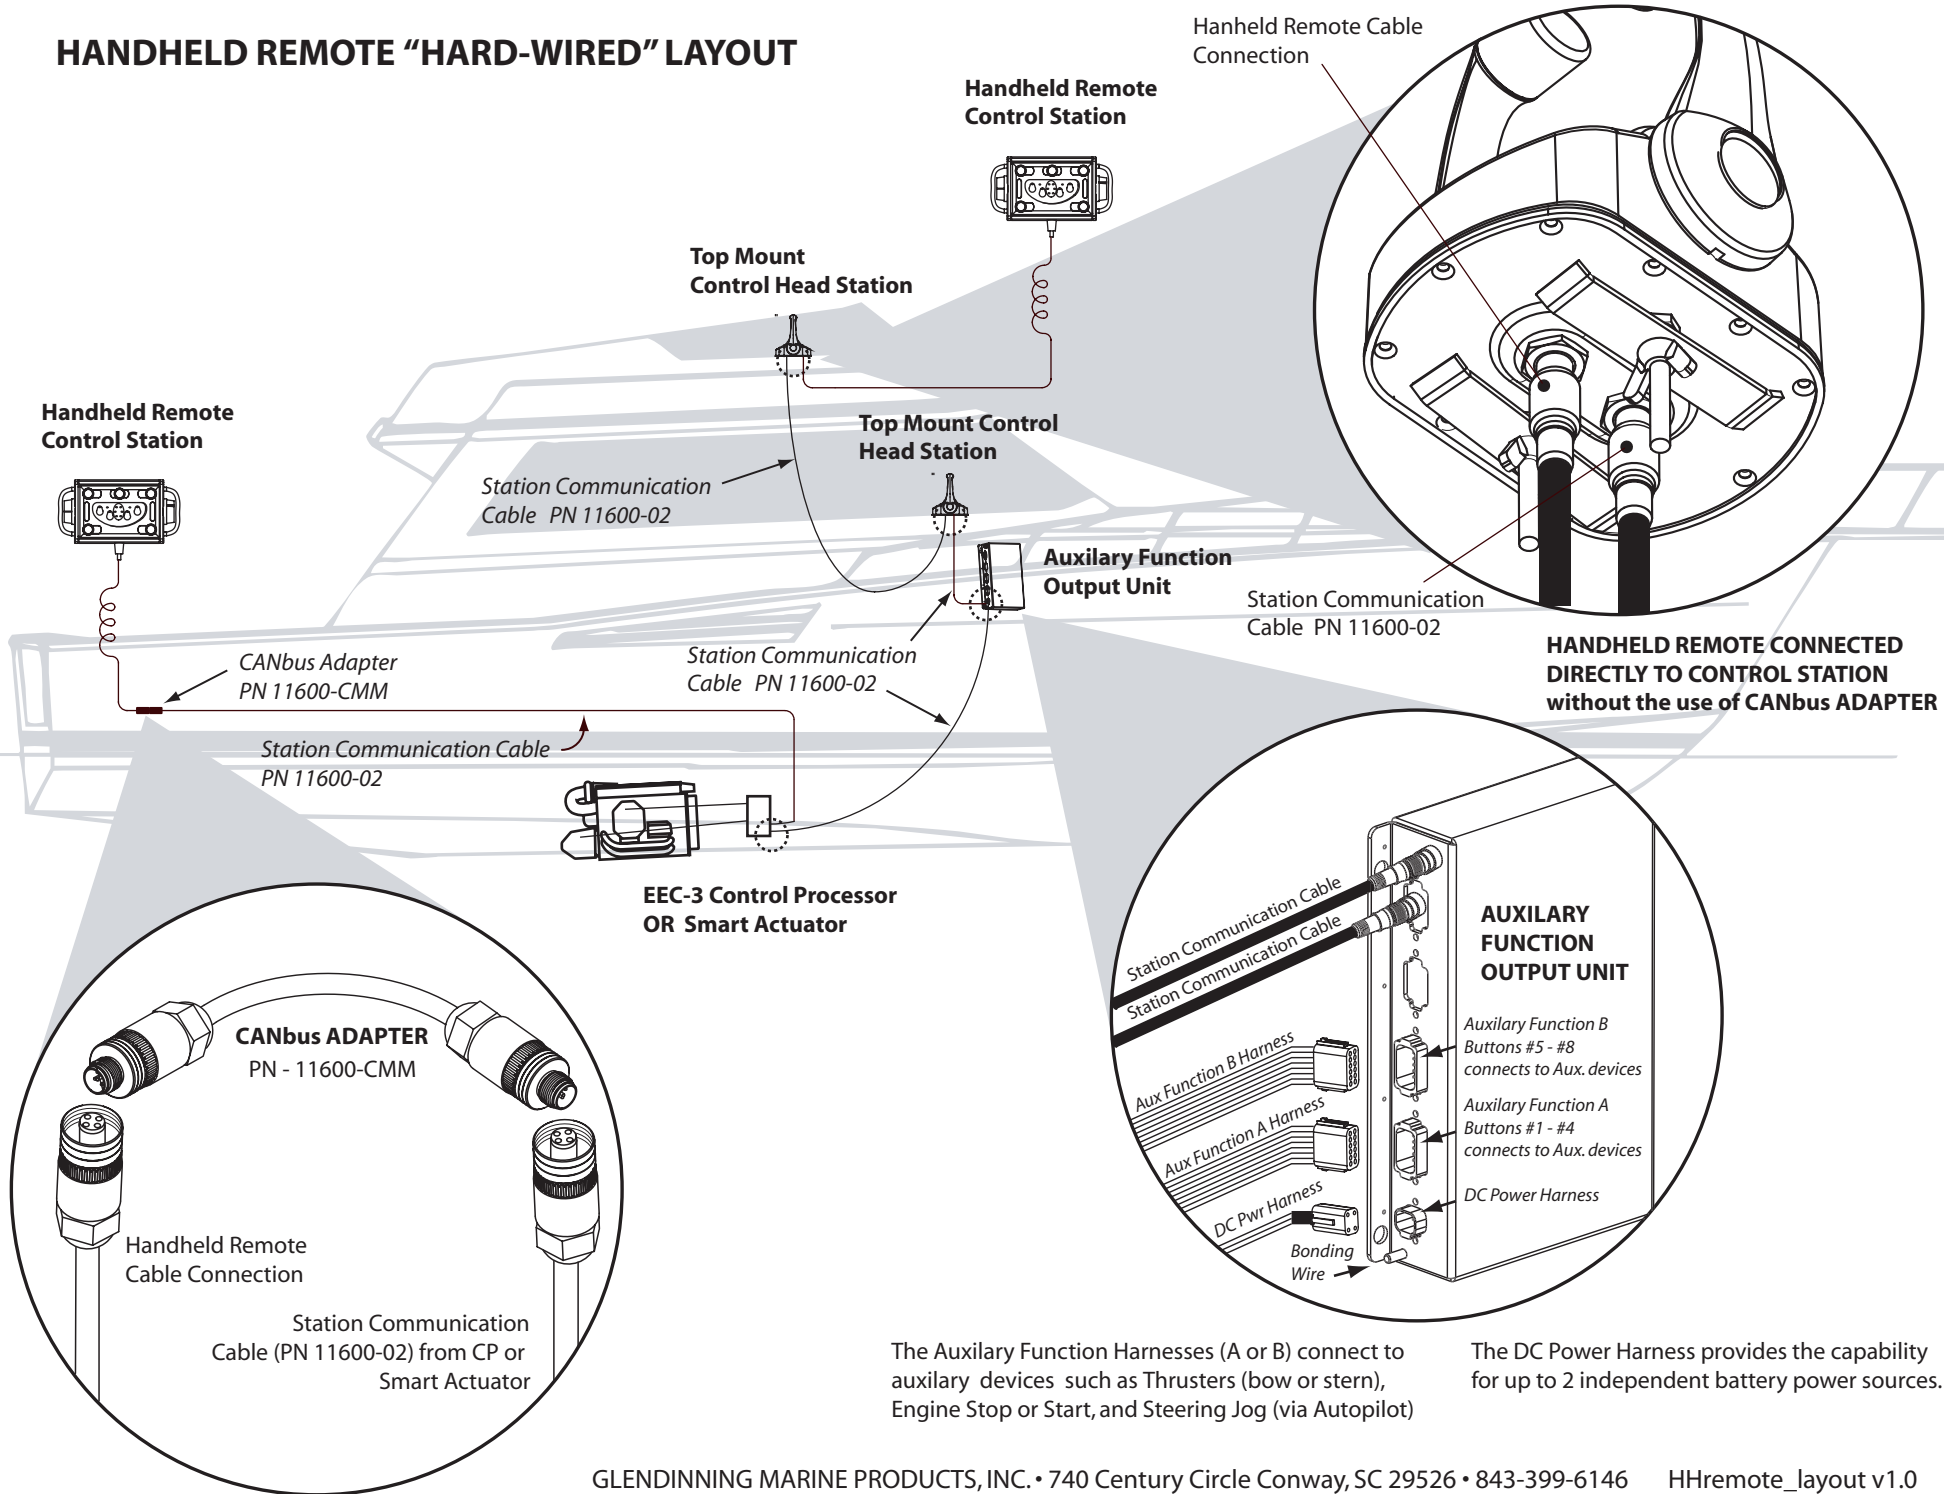 HANDHELD REMOTE “HARD-WIRED” LAYOUT
Hanheld Remote Cable
Connection
Handheld Remote
Control Station
Top Mount
Control Head Station
Handheld Remote
Control Station
Top Mount Control
Head Station
Station Communication
Cable PN 11600-02
Auxilary Function
Output Unit
Station Communication
Cable PN 11600-02
HANDHELD REMOTE CONNECTED
DIRECTLY TO CONTROL STATION
without the use of CANbus ADAPTER
CANbus Adapter
PN 11600-CMM
Station Communication
Cable PN 11600-02
Station Communication Cable
PN 11600-02
EEC-3 Control Processor
OR Smart Actuator
CANbus ADAPTER
PN - 11600-CMM
Handheld Remote
Cable Connection
Station Communication
Cable (PN 11600-02) from CP or
Smart Actuator
Station Communication Cable
Station Communication Cable
AUXILARY
FUNCTION
OUTPUT UNIT
Aux Function B Harness
Auxilary Function B
Buttons #5 - #8
connects to Aux. devices
Aux Function A Harness
Auxilary Function A
Buttons #1 - #4
connects to Aux. devices
DC Pwr Harness
DC Power Harness
Bonding
Wire
The Auxilary Function Harnesses (A or B) connect to
auxilary devices such as Thrusters (bow or stern),
Engine Stop or Start, and Steering Jog (via Autopilot)
The DC Power Harness provides the capability
for up to 2 independent battery power sources.
GLENDINNING MARINE PRODUCTS, INC. • 740 Century Circle Conway, SC 29526 • 843-399-6146 HHremote_layout v1.0